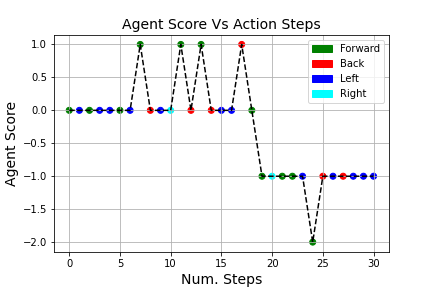 Agent Score Vs Action Steps
1.0
0.5
0.0
−0.5
−1.0
−1.5
−2.0
Agent Score
Forward
Back
Left
Right
0 5 10 15 20 25 30
Num. Steps